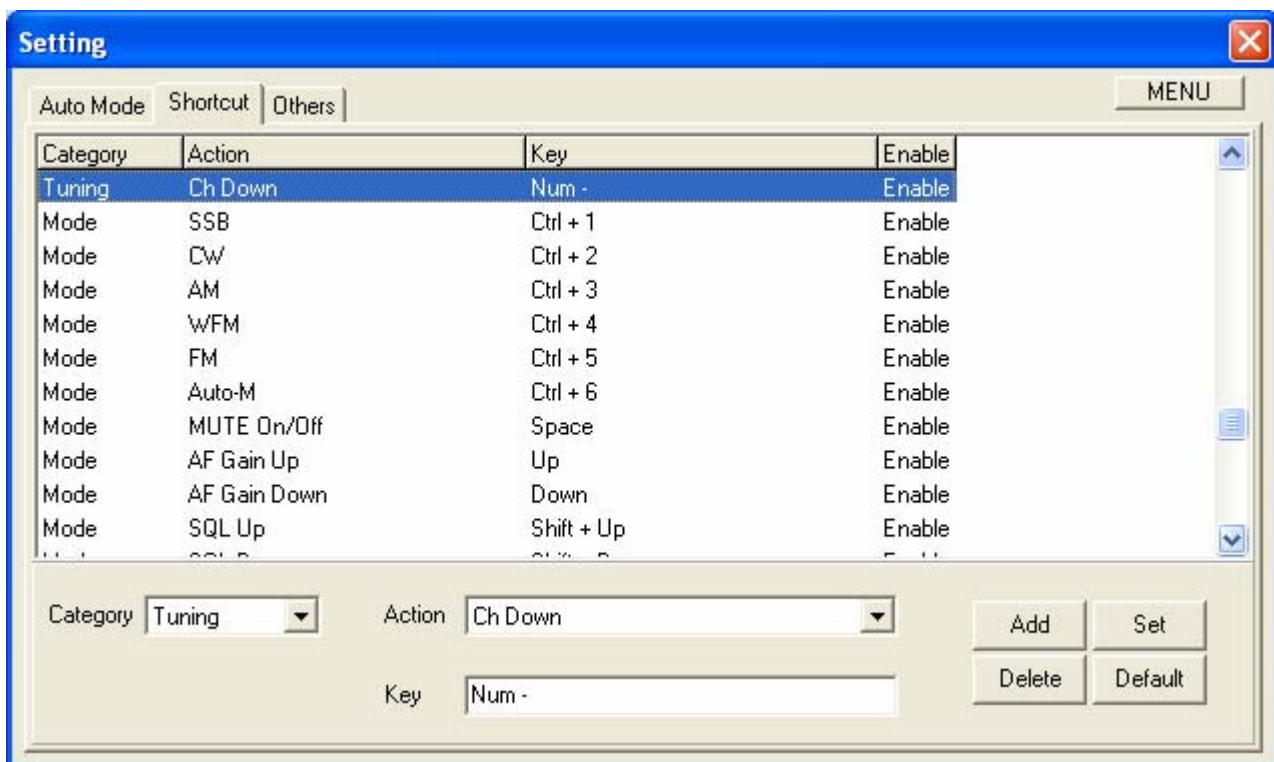 Setting
Auto Mode Shortcut Others MENU
Category Action Key Enable
Tuning Ch Down Num - Enable
Mode SSB Ctrl + 1 Enable
Mode CW Ctrl + 2 Enable
Mode AM Ctrl + 3 Enable
Mode WFM Ctrl + 4 Enable
Mode FM Ctrl + 5 Enable
Mode Auto-M Ctrl + 6 Enable
Mode MUTE On/Off Space Enable
Mode AF Gain Up Up Enable
Mode AF Gain Down Down Enable
Mode SQL Up Shift + Up Enable
Category Tuning Action Ch Down Add Set
Key Num - Delete Default